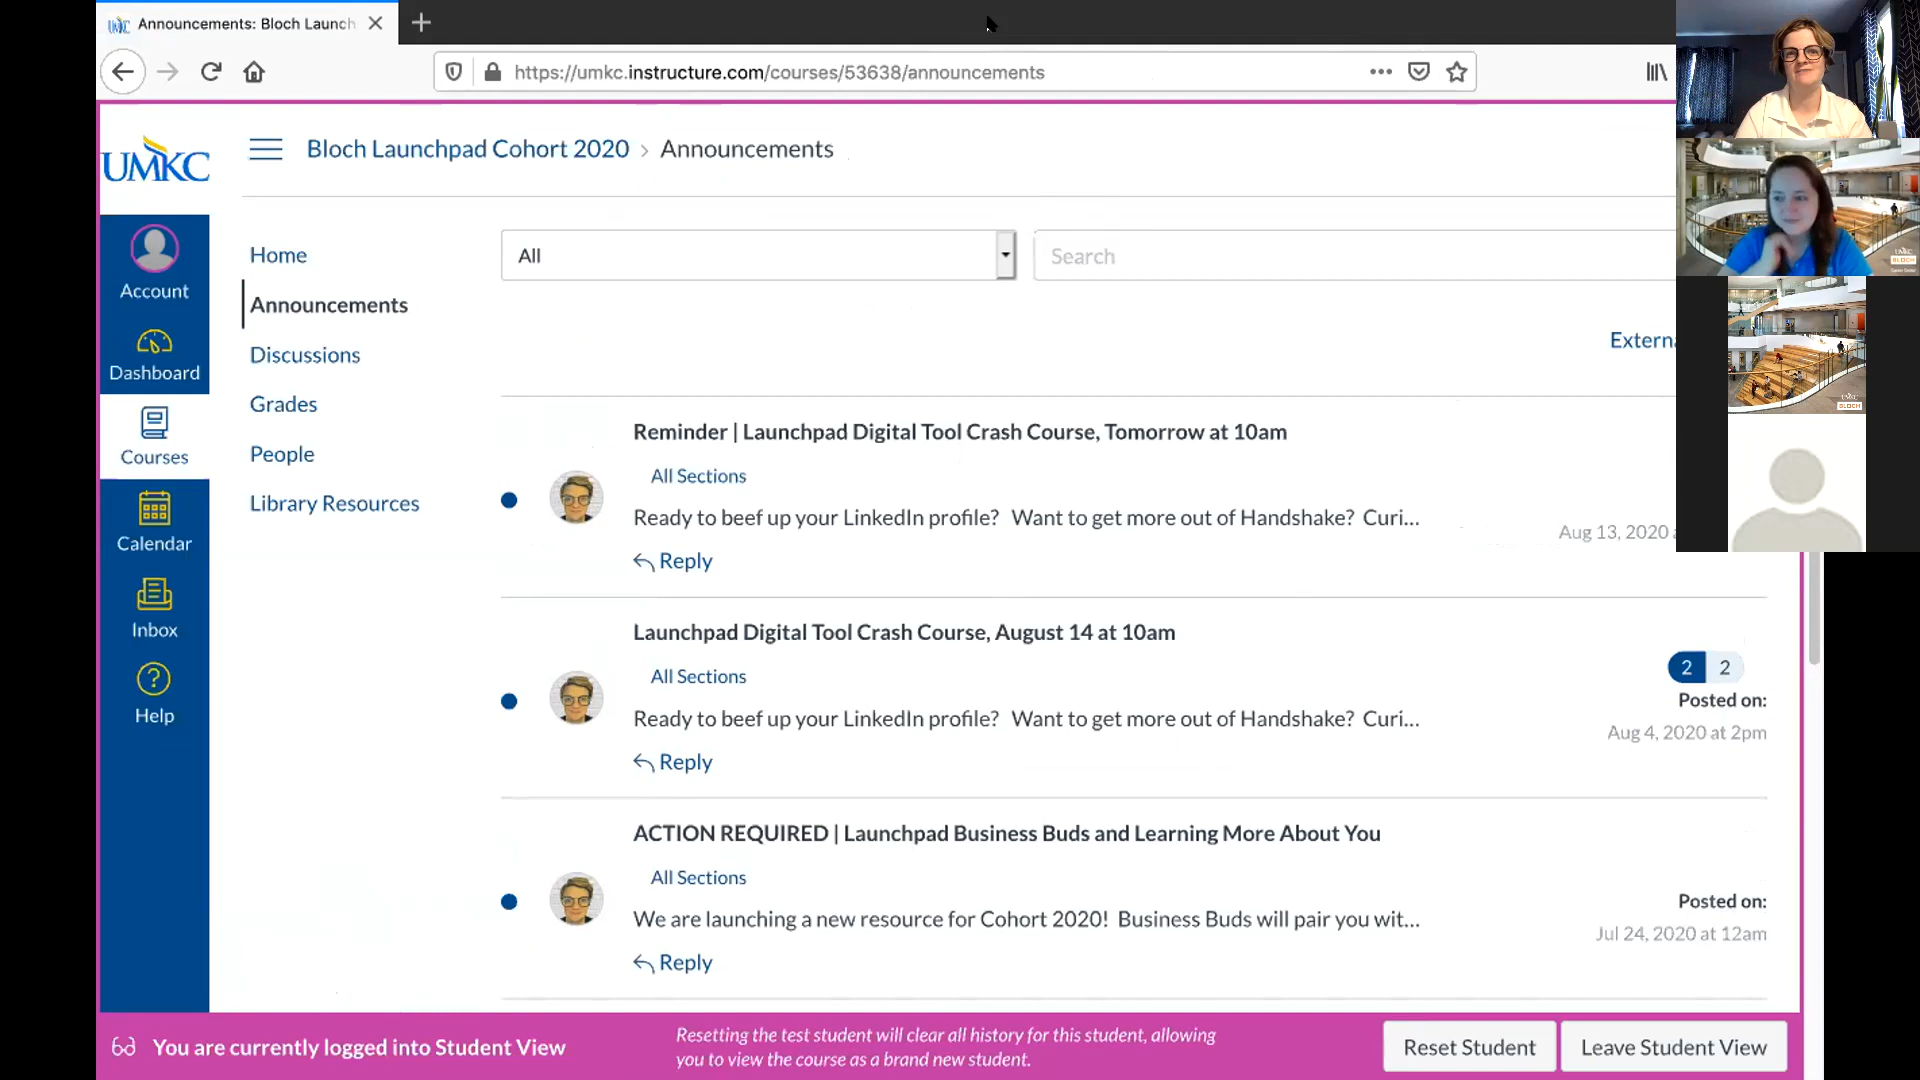 Announcements: Bloch Launch
https://umkc.instructure.com/courses/53638/announcements
UMKC
Bloch Launchpad Cohort 2020 › Announcements
Account
Dashboard
Courses
Calendar
Inbox
Help
Home
Announcements
Discussions
Grades
People
Library Resources
All
Search
Externa
Reminder | Launchpad Digital Tool Crash Course, Tomorrow at 10am
All Sections
Ready to beef up your LinkedIn profile? Want to get more out of Handshake? Curi...
Aug 13, 2020
Reply
Launchpad Digital Tool Crash Course, August 14 at 10am
All Sections
2 2
Posted on:
Ready to beef up your LinkedIn profile? Want to get more out of Handshake? Curi...
Aug 4, 2020 at 2pm
Reply
ACTION REQUIRED | Launchpad Business Buds and Learning More About You
All Sections
Posted on:
We are launching a new resource for Cohort 2020! Business Buds will pair you wit...
Jul 24, 2020 at 12am
Reply
You are currently logged into Student View
Resetting the test student will clear all history for this student, allowing
you to view the course as a brand new student.
Reset Student
Leave Student View
UMKC
BLOCH
UMKC
BLOCH